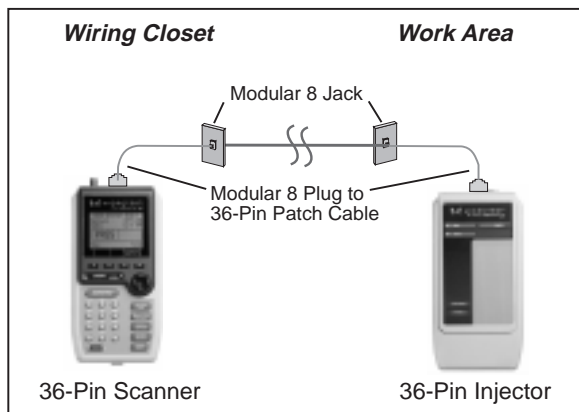 Wiring Closet
Work Area
Modular 8 Jack
Modular 8 Plug to
36-Pin Patch Cable
36-Pin Scanner
36-Pin Injector